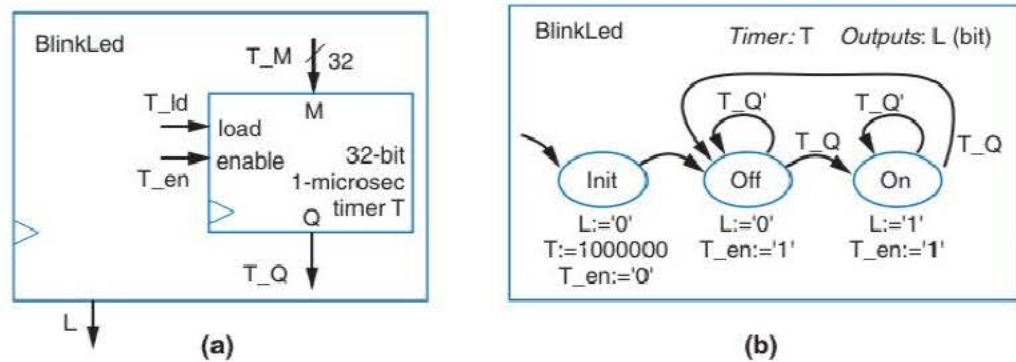 BlinkLed
T_M
32
T_ld
M
load
enable
T_en
32-bit
1-microsec
timer T
Q
T_Q
L
(a)
BlinkLed
Timer: T Outputs: L (bit)
T_Q'
T_Q'
T_Q
T_Q
Init
Off
On
L:='0'
T:=1000000
T_en:='0'
L:='0'
T_en:='1'
L:='1'
T_en:='1'
(b)